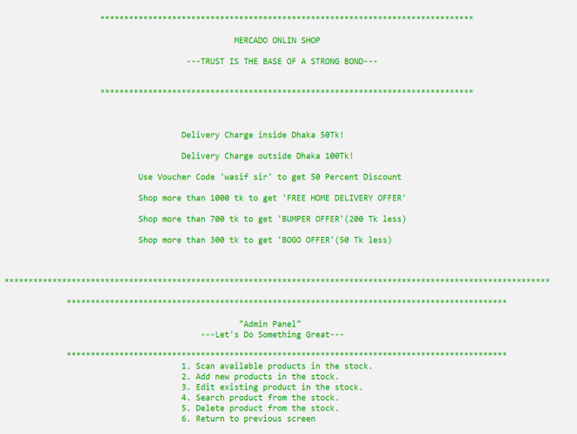 ******************************************************************************
MERCADO ONLIN SHOP
---TRUST IS THE BASE OF A STRONG BOND---
******************************************************************************
Delivery Charge inside Dhaka 50Tk!
Delivery Charge outside Dhaka 100Tk!
Use Voucher Code 'wasif sir' to get 50 Percent Discount
Shop more than 1000 tk to get 'FREE HOME DELIVERY OFFER'
Shop more than 700 tk to get 'BUMPER OFFER'(200 Tk less)
Shop more than 300 tk to get 'BOGO OFFER'(50 Tk less)
******************************************************************************************************************
********************************************************************************************
"Admin Panel"
---Let's Do Something Great---
********************************************************************************************
1. Scan available products in the stock.
2. Add new products in the stock.
3. Edit existing product in the stock.
4. Search product from the stock.
5. Delete product from the stock.
6. Return to previous screen